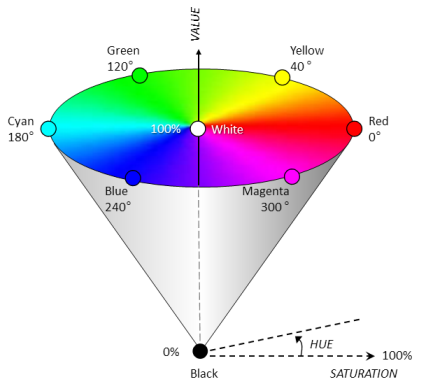 VALUE
Green
120°
Yellow
40 °
Cyan
180°
100%
White
Red
0°
Blue
240°
Magenta
300 °
0%
HUE
100%
Black
SATURATION